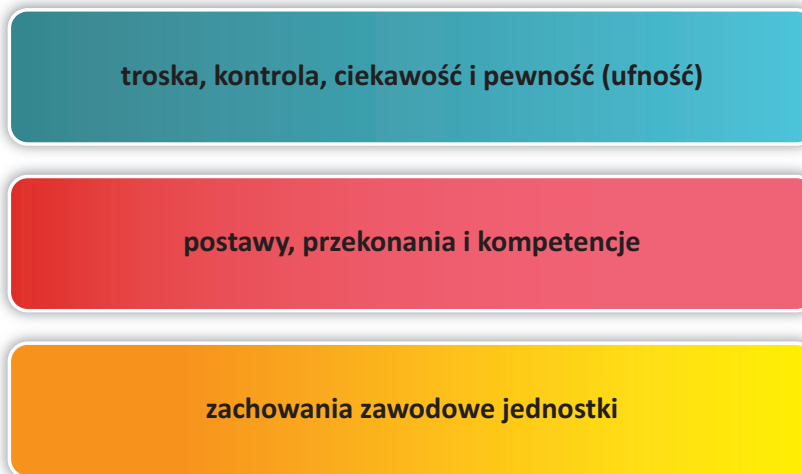 troska, kontrola, ciekawość i pewność (ufność)
postawy, przekonania i kompetencje
zachowania zawodowe jednostki